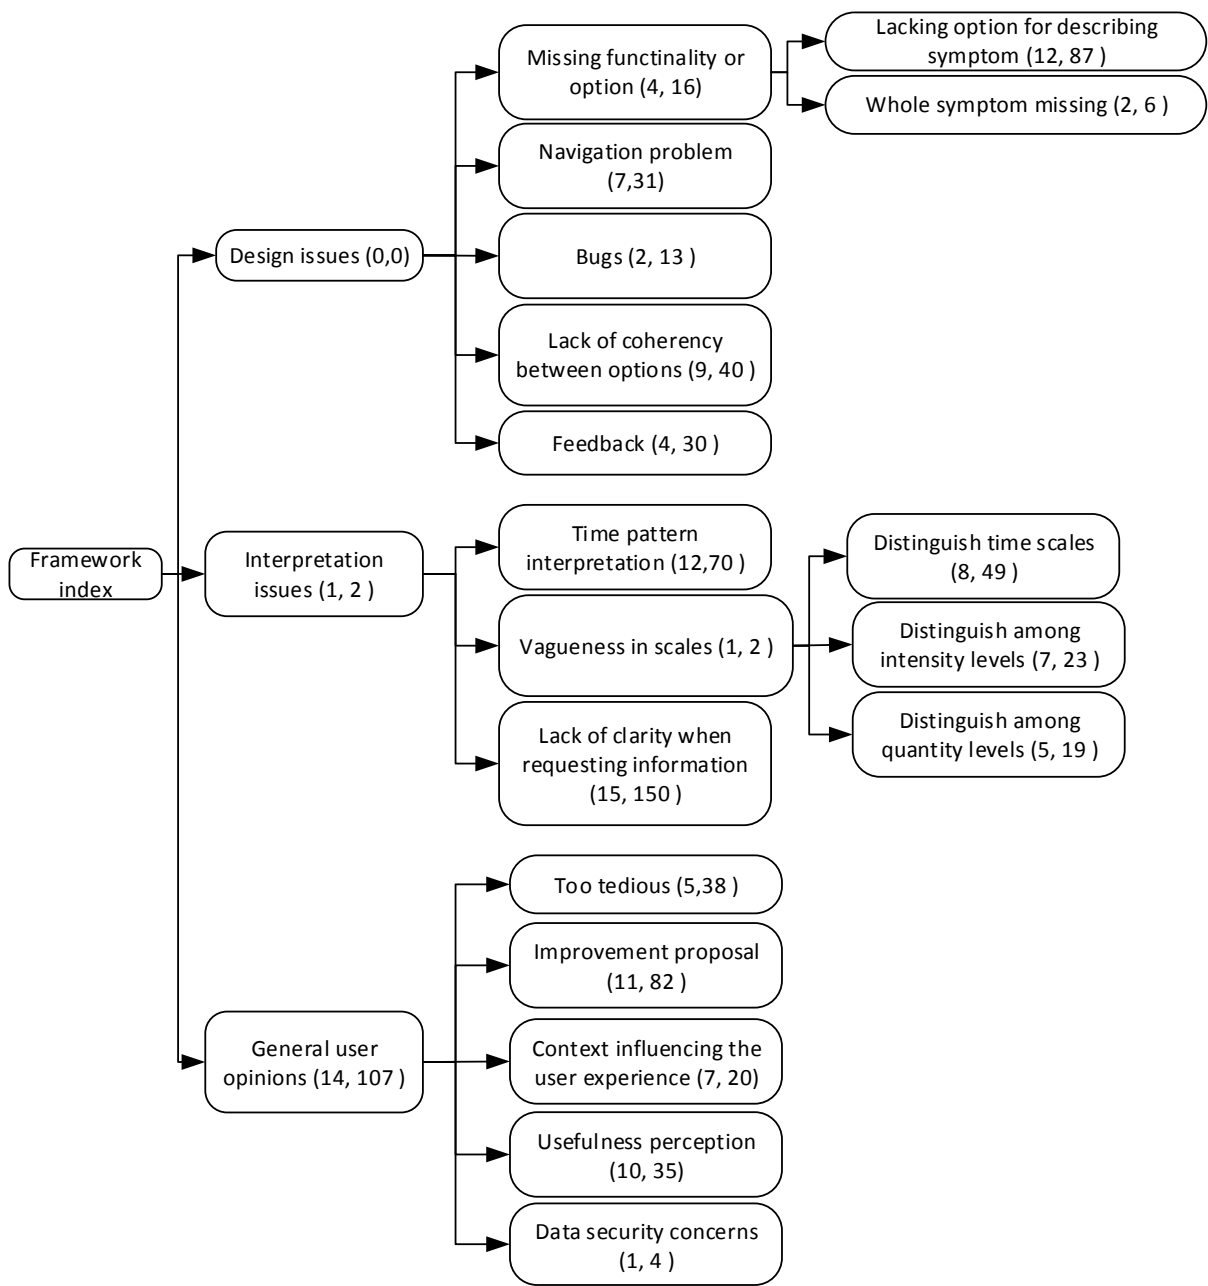 Framework
index
Design issues (0,0)
Missing functinality or
option (4, 16)
Lacking option for describing
symptom (12, 87 )
Whole symptom missing (2, 6 )
Navigation problem
(7,31)
Bugs (2, 13 )
Lack of coherency
between options (9, 40 )
Feedback (4, 30 )
Interpretation
issues (1, 2 )
Time pattern
interpretation (12,70 )
Vagueness in scales (1, 2 )
Distinguish time scales
(8, 49 )
Distinguish among
intensity levels (7, 23 )
Distinguish among
quantity levels (5, 19 )
Lack of clarity when
requesting information
(15, 150 )
General user
opinions (14, 107 )
Too tedious (5,38 )
Improvement proposal
(11, 82 )
Context influencing the
user experience (7, 20)
Usefulness perception
(10, 35)
Data security concerns
(1, 4 )